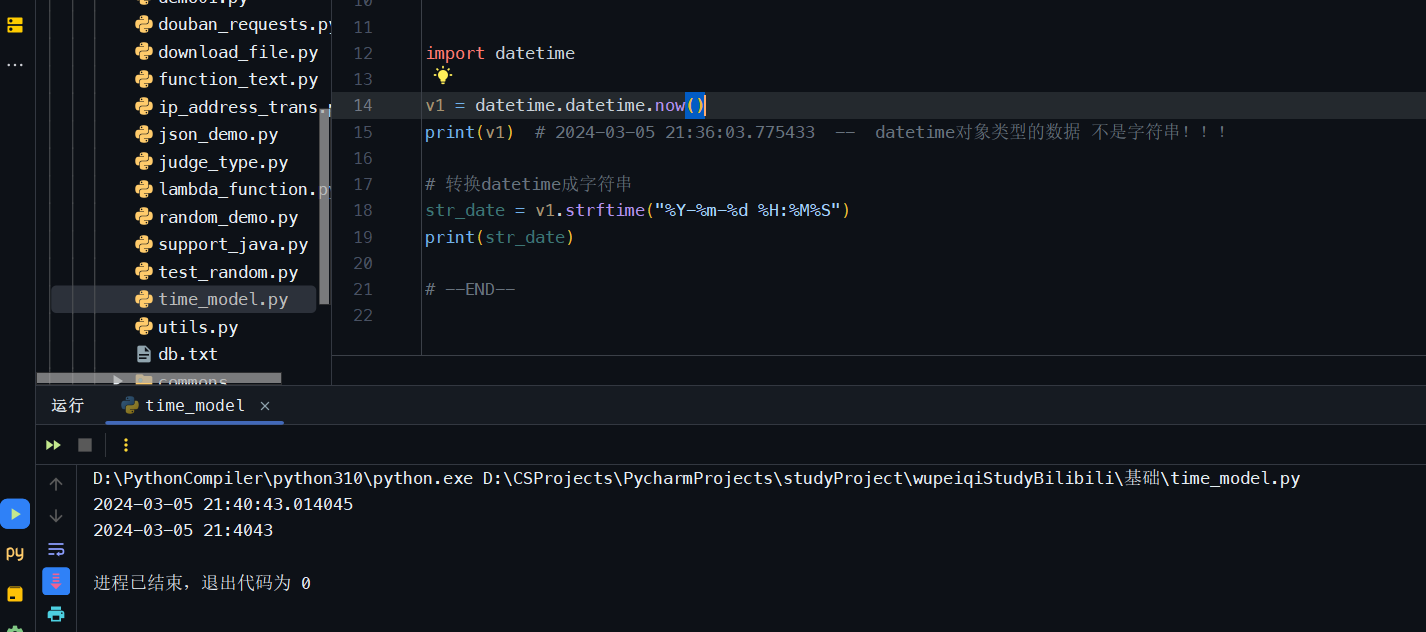 demo01.py
douban_requests.py
download_file.py
function_text.py
ip_address_trans.
json_demo.py
judge_type.py
lambda_function.py
random_demo.py
support_java.py
test_random.py
time_model.py
utils.py
db.txt
commons
10
11
12 import datetime
13
14 v1 = datetime.datetime.now()
15 print(v1)  # 2024-03-05 21:36:03.775433  --  datetime对象类型的数据 不是字符串！！！
16
17 # 转换datetime成字符串
18 str_date = v1.strftime("%Y-%m-%d %H:%M%S")
19 print(str_date)
20
21 # --END--
22
运行 time_model ×
D:\PythonCompiler\python310\python.exe D:\CSProjects\PycharmProjects\studyProject\wupeiqiStudyBilibili\基础\time_model.py
2024-03-05 21:40:43.014045
2024-03-05 21:4043
进程已结束，退出代码为 0
py